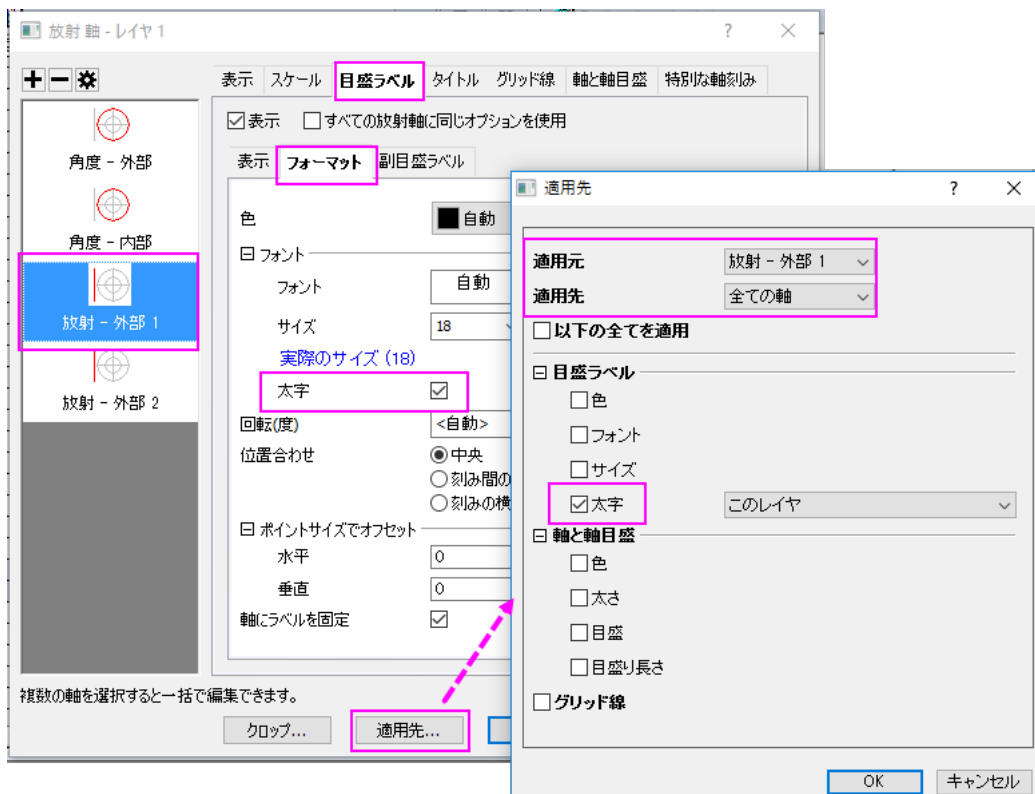 放射 軸 - レイヤ 1
?
表示 スケール 目盛ラベル タイトル グリッド線 軸と軸目盛 特別な軸刻み
角度 - 外部
角度 - 内部
放射 - 外部 1
放射 - 外部 2
表示 すべての放射軸に同じオプションを使用
表示 フォーマット 副目盛ラベル
色 自動
フォント
フォント 自動
サイズ 18
実際のサイズ (18)
太字
回転(度) <自動>
位置合わせ 中央
刻み間の
刻みの横
ポイントサイズでオフセット
水平 0
垂直 0
軸にラベルを固定
複数の軸を選択すると一括で編集できます。
クロップ... 適用先...
適用先
?
適用元 放射 - 外部 1
適用先 全ての軸
以下の全てを適用
目盛ラベル
色
フォント
サイズ
太字 このレイヤ
軸と軸目盛
色
太さ
目盛
目盛り長さ
グリッド線
OK キャンセル